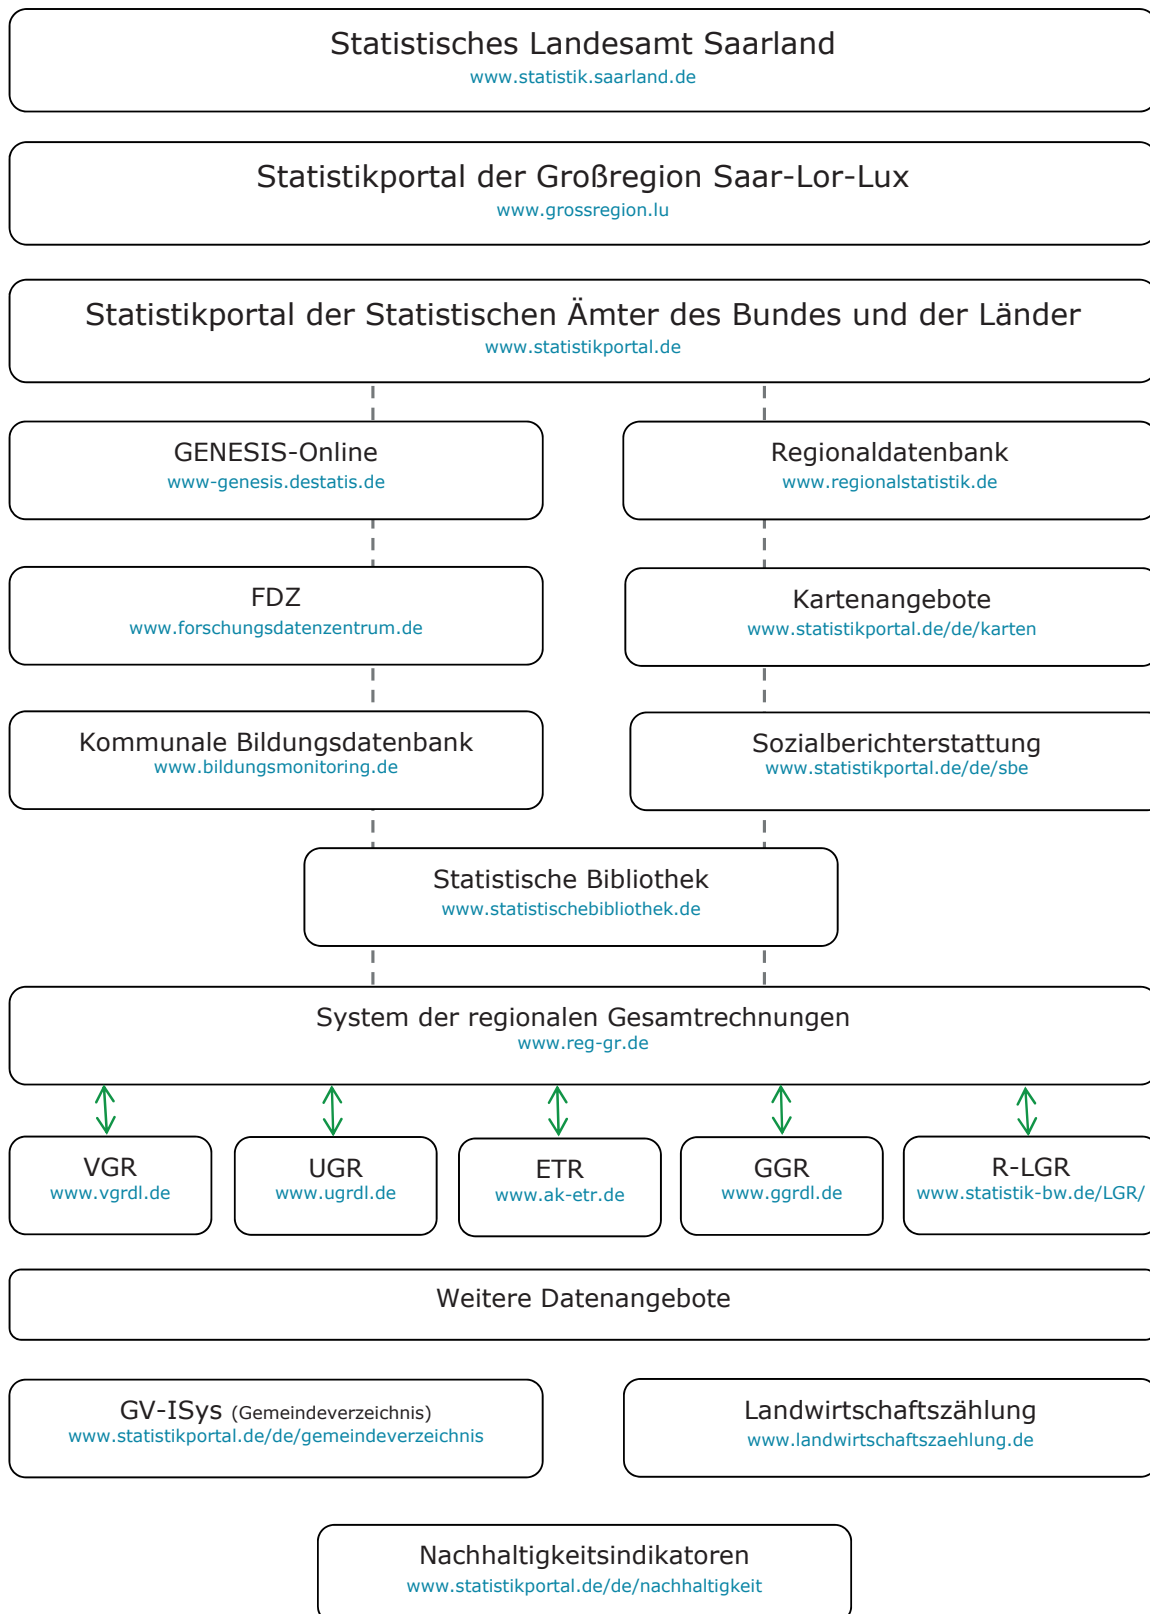 Statistisches Landesamt Saarland
www.statistik.saarland.de
Statistikportal der Großregion Saar-Lor-Lux
www.grossregion.lu
Statistikportal der Statistischen Ämter des Bundes und der Länder
www.statistikportal.de
GENESIS-Online
www-genesis.destatis.de
Regionaldatenbank
www.regionalstatistik.de
FDZ
www.forschungsdatenzentrum.de
Kartenangebote
www.statistikportal.de/de/karten
Kommunale Bildungsdatenbank
www.bildungsmonitoring.de
Sozialberichterstattung
www.statistikportal.de/de/sbe
Statistische Bibliothek
www.statistischebibliothek.de
System der regionalen Gesamtrechnungen
www.reg-gr.de
VGR
www.vgrdl.de
UGR
www.ugrdl.de
ETR
www.ak-etr.de
GGR
www.ggrdl.de
R-LGR
www.statistik-bw.de/LGR/
Weitere Datenangebote
GV-ISys (Gemeindeverzeichnis)
www.statistikportal.de/de/gemeindeverzeichnis
Landwirtschaftszählung
www.landwirtschaftszaehlung.de
Nachhaltigkeitsindikatoren
www.statistikportal.de/de/nachhaltigkeit